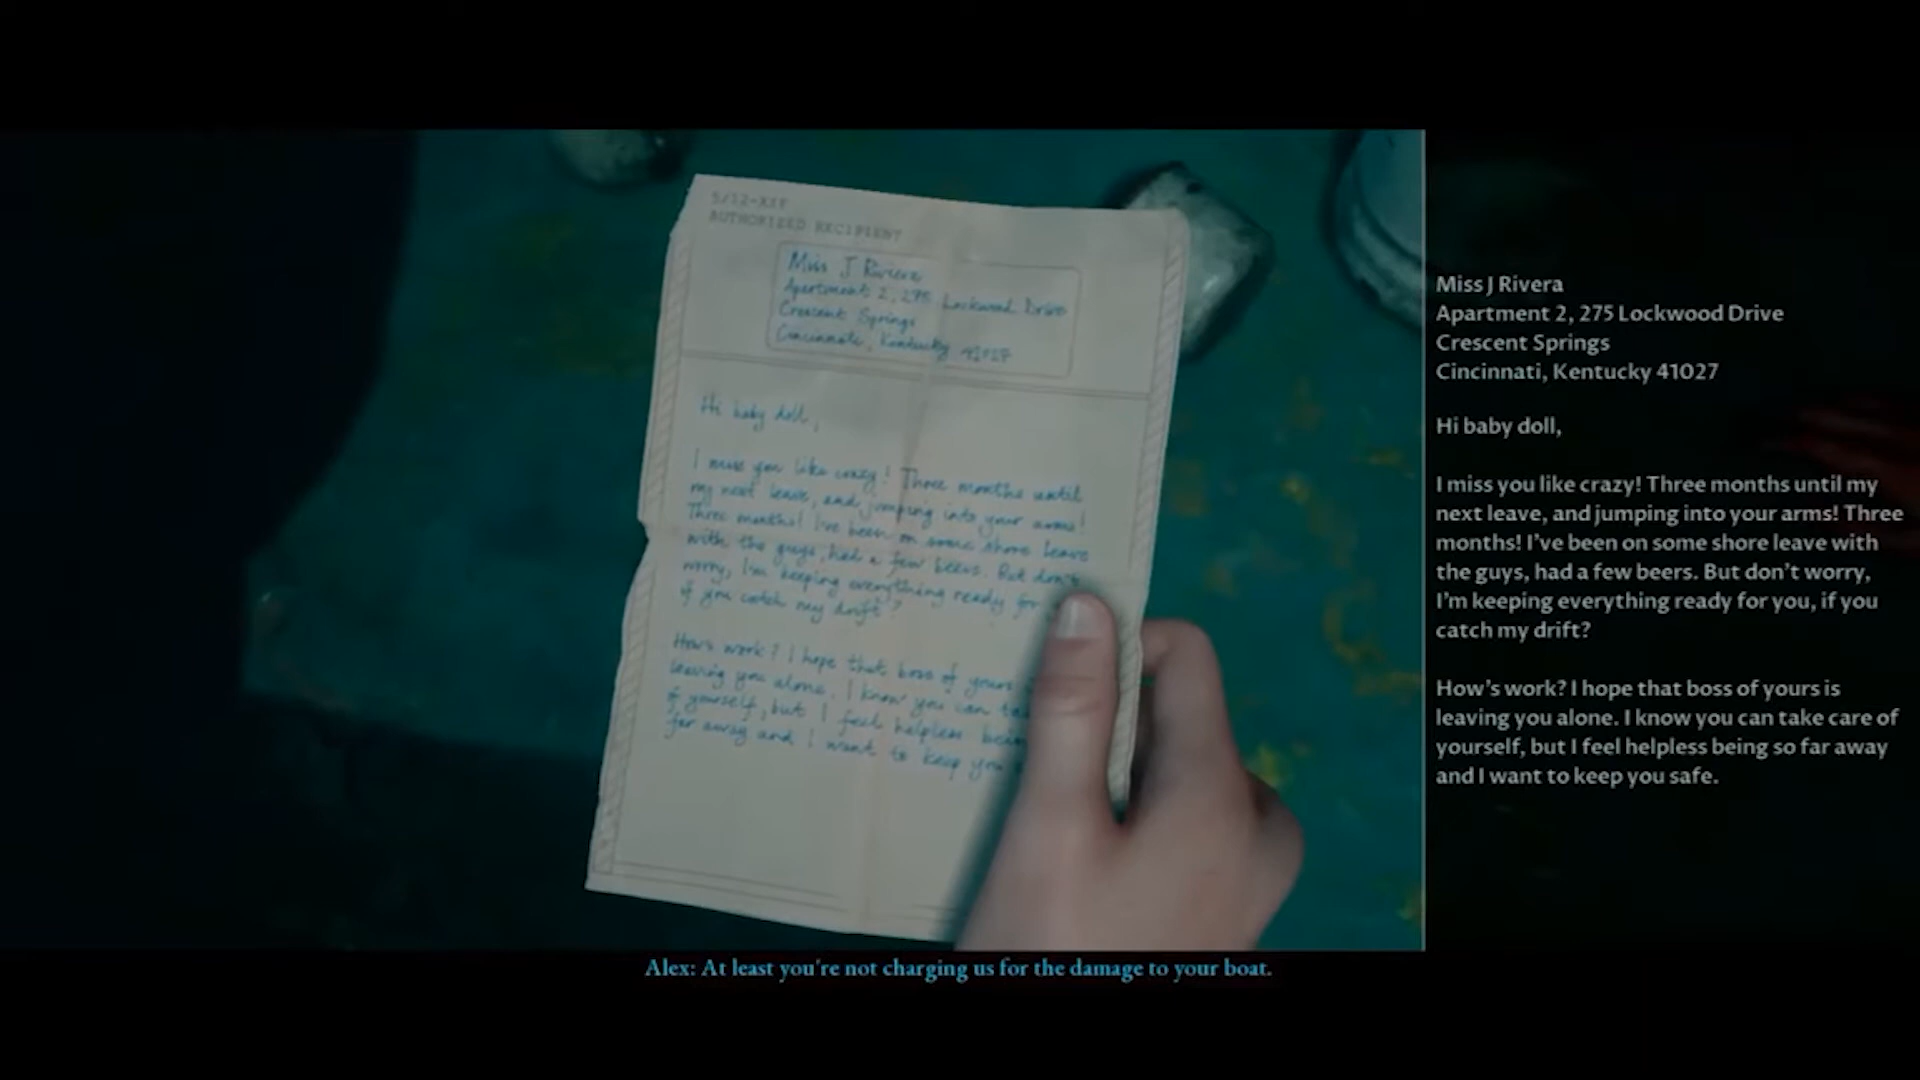 5/12-XXF
AUTHORIZED RECIPIENT
Miss J Rivera
Apartment 2, 275 Lockwood Drive
Crescent Springs
Cincinnati, Kentucky 41027
Hi baby doll,
I miss you like crazy! Three months until
my next leave, and jumping into your arms!
Three months! I've been on some shore leave
with the guys, had a few beers. But don't
worry, I'm keeping everything ready for
if you catch my drift?
How's work? I hope that boss of yours
leaving you alone. I know you can
of yourself, but I feel helpless being
far away and I want to keep you
Miss J Rivera
Apartment 2, 275 Lockwood Drive
Crescent Springs
Cincinnati, Kentucky 41027
Hi baby doll,
I miss you like crazy! Three months until my
next leave, and jumping into your arms! Three
months! I've been on some shore leave with
the guys, had a few beers. But don't worry,
I'm keeping everything ready for you, if you
catch my drift?
How's work? I hope that boss of yours is
leaving you alone. I know you can take care of
yourself, but I feel helpless being so far away
and I want to keep you safe.
Alex: At least you're not charging us for the damage to your boat.